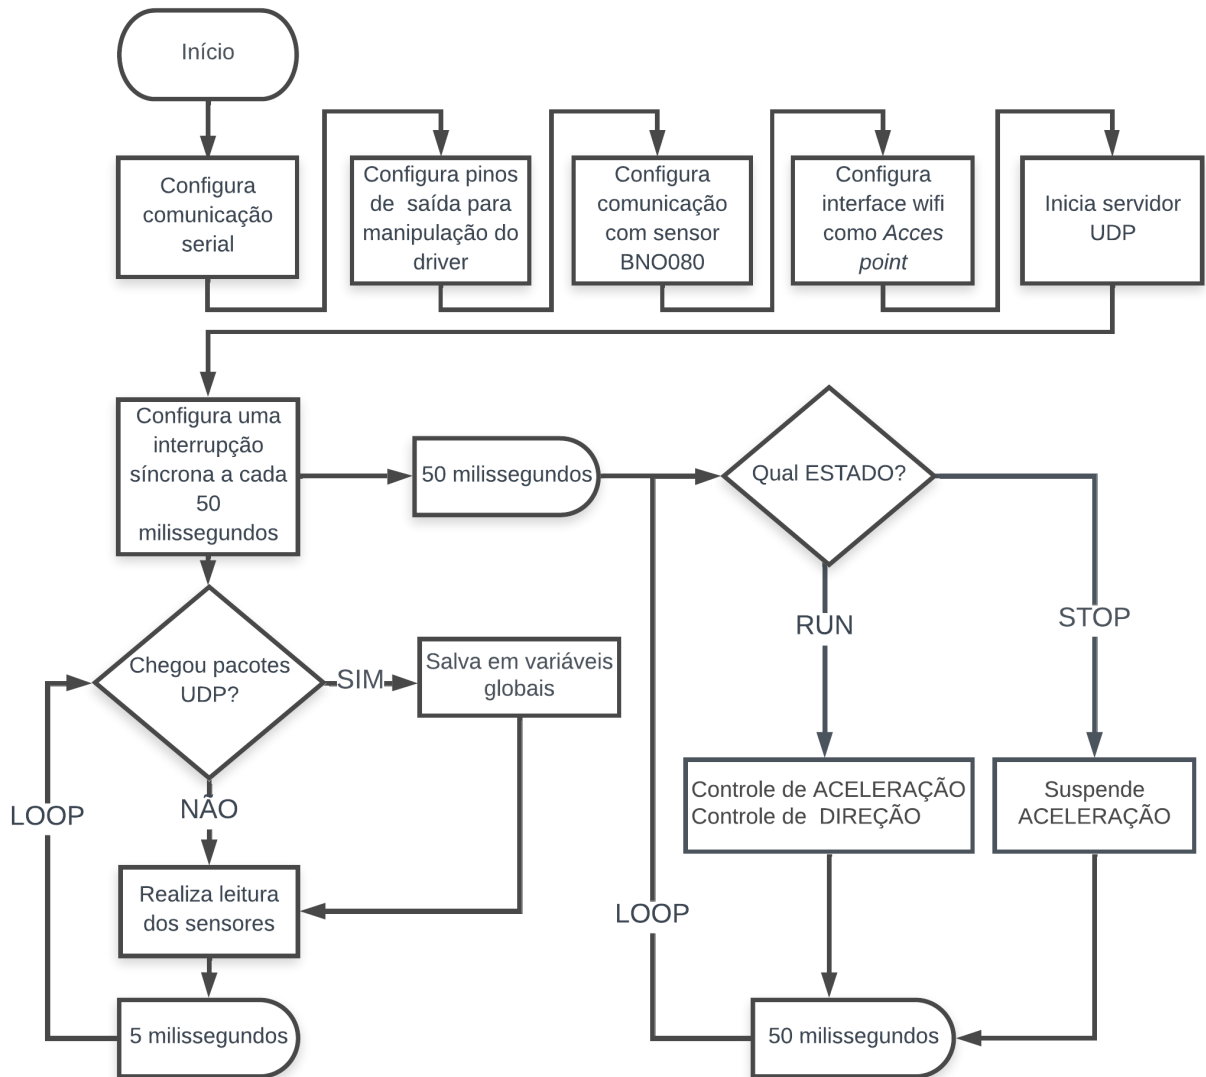 Início
Configura
comunicação
serial
Configura pinos
de saída para
manipulação do
driver
Configura
comunicação
com sensor
BNO080
Configura
interface wifi
como Acces
point
Inicia servidor
UDP
Configura uma
interrupção
síncrona a cada
50
milissegundos
50 milissegundos
Qual ESTADO?
RUN
STOP
Chegou pacotes
UDP?
SIM
Salva em variáveis
globais
NÃO
LOOP
Controle de ACELERAÇÃO
Controle de DIREÇÃO
Suspende
ACELERAÇÃO
Realiza leitura
dos sensores
LOOP
5 milissegundos
50 milissegundos